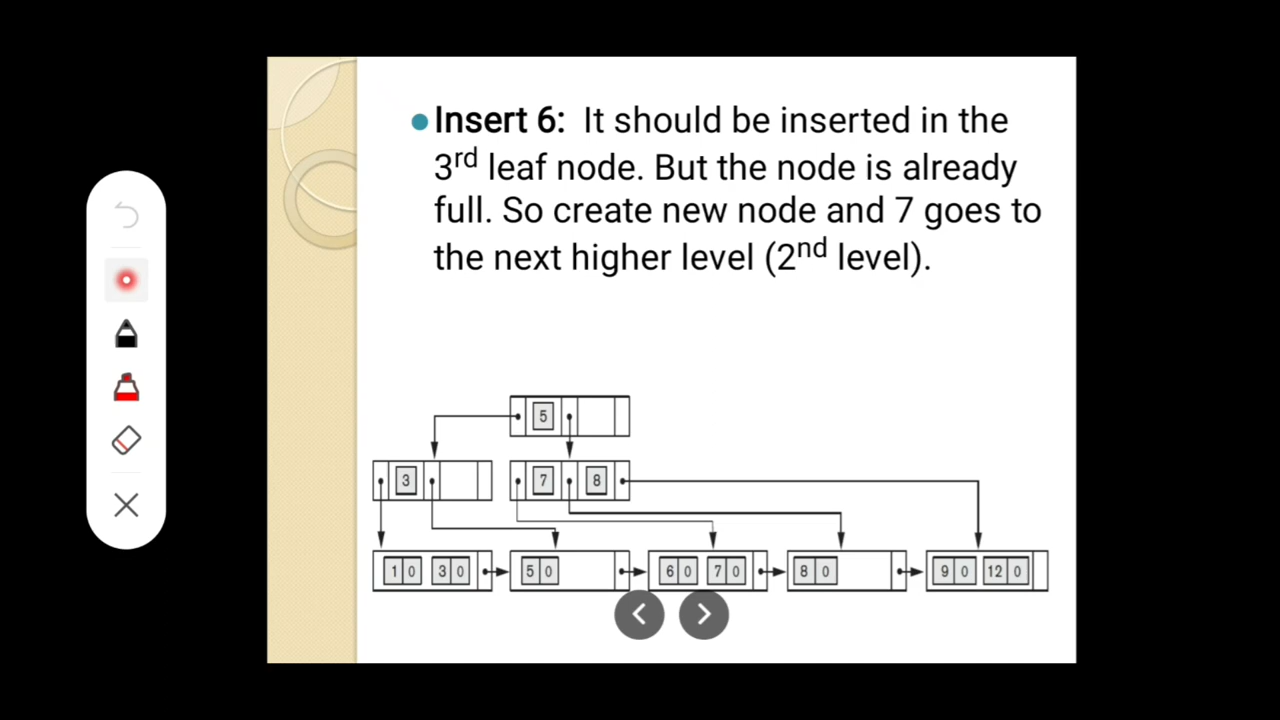 Insert 6: It should be inserted in the
3rd leaf node. But the node is already
full. So create new node and 7 goes to
the next higher level (2nd level).
5
3 7 8
1 o 3 o 5 o 6 o 7 o 8 o 9 o 12 o